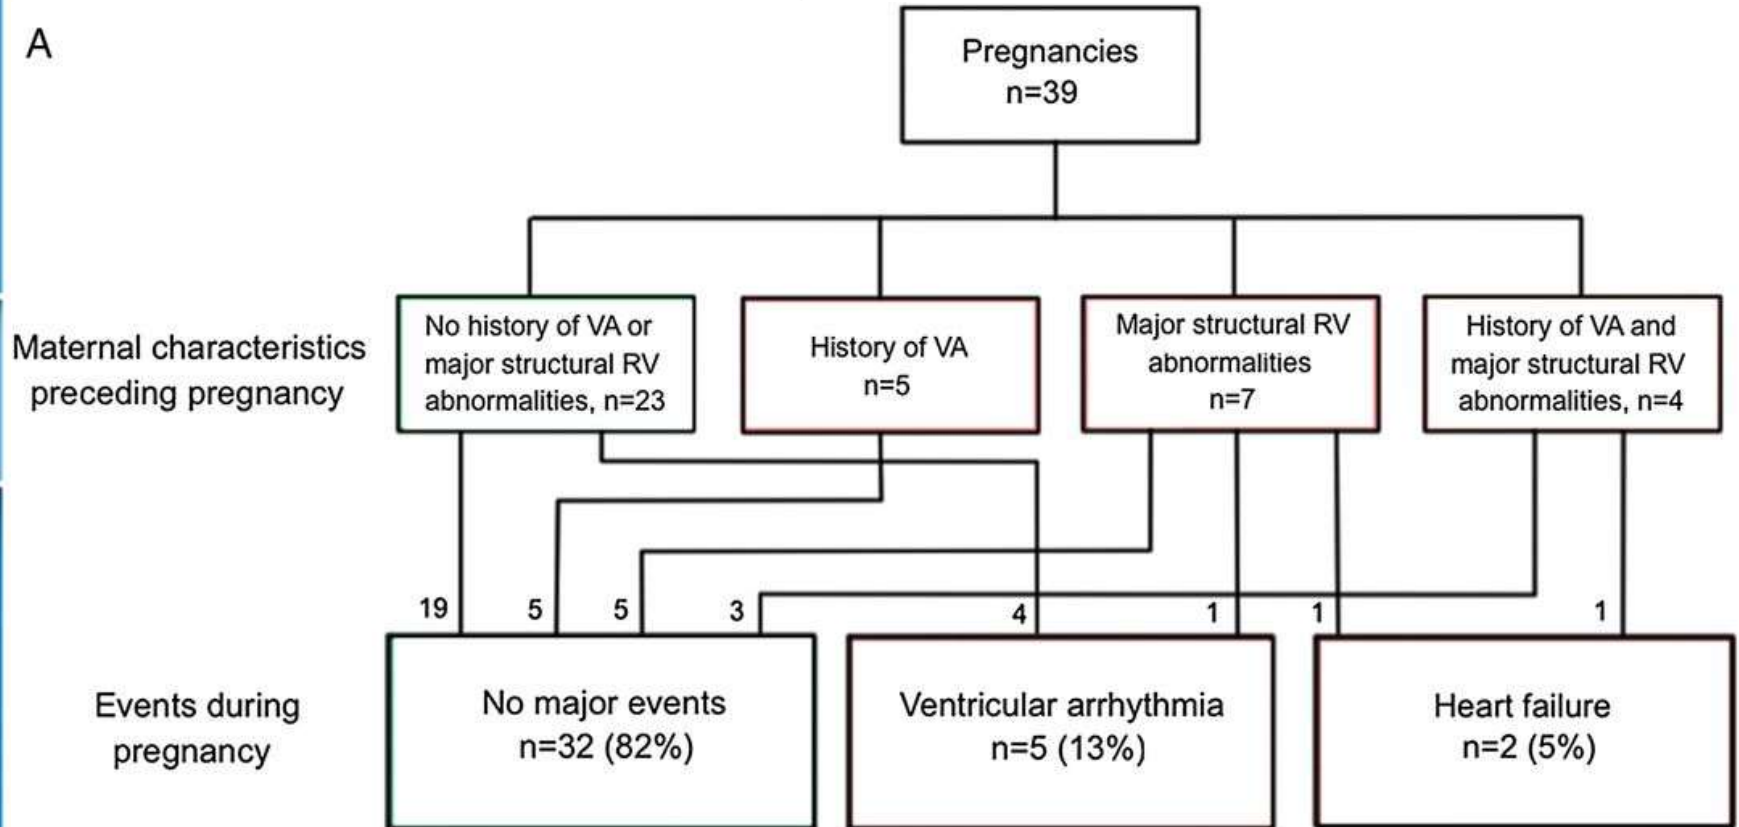 A
Pregnancies
n=39
Maternal characteristics
preceding pregnancy
No history of VA or
major structural RV
abnormalities, n=23
History of VA
n=5
Major structural RV
abnormalities
n=7
History of VA and
major structural RV
abnormalities, n=4
19
5
5
3
4
1
1
1
Events during
pregnancy
No major events
n=32 (82%)
Ventricular arrhythmia
n=5 (13%)
Heart failure
n=2 (5%)